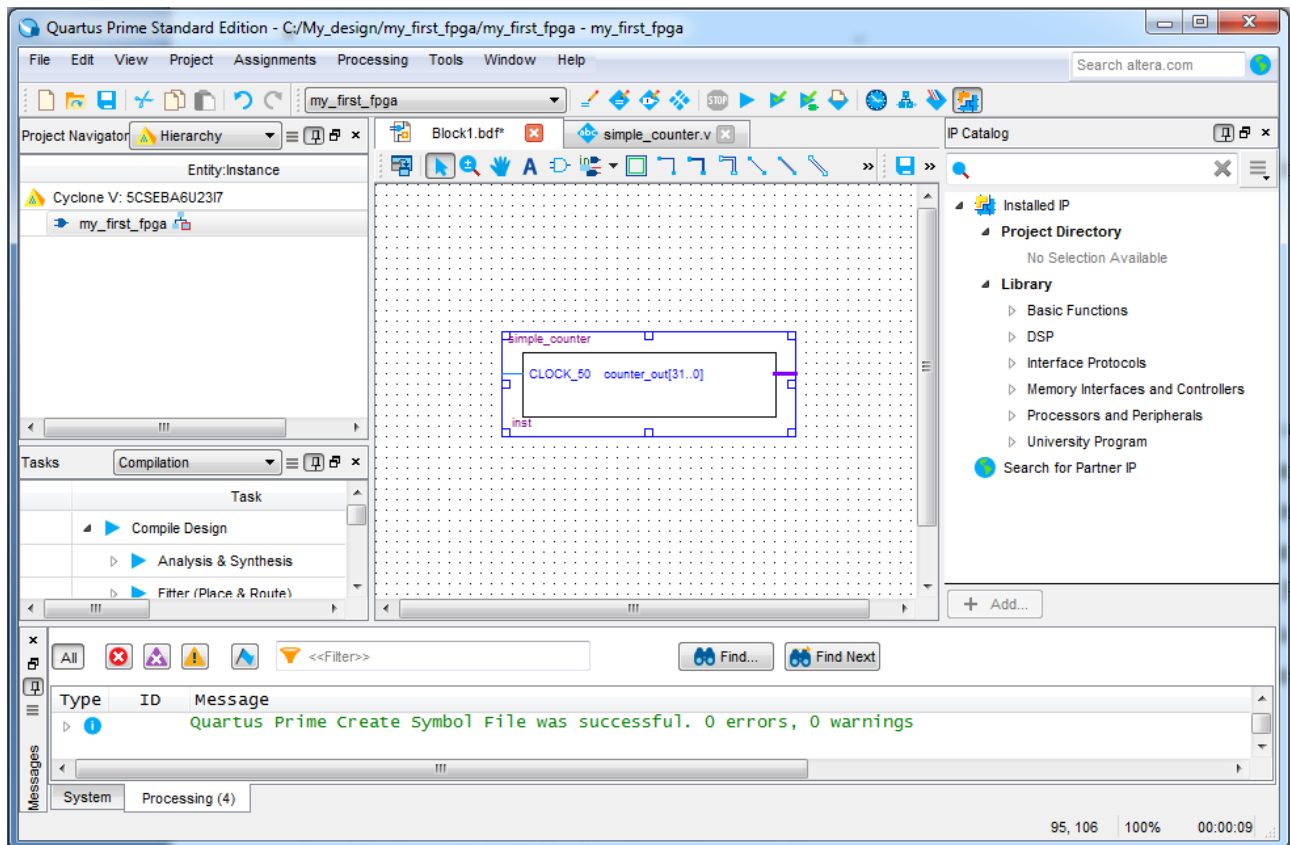 Quartus Prime Standard Edition - C:/My_design/my_first_fpga/my_first_fpga - my_first_fpga
File Edit View Project Assignments Processing Tools Window Help
Search altera.com
my_first_fpga
STOP
Project Navigator Hierarchy
Entity:Instance
Cyclone V: 5CSEBA6U23I7
my_first_fpga
Tasks Compilation
Task
Compile Design
Analysis & Synthesis
Fitter (Place & Route)
Block1.bdf*
abc simple_counter.v
A
simple_counter
CLOCK_50 counter_out[31..0]
inst
IP Catalog
Installed IP
Project Directory
No Selection Available
Library
Basic Functions
DSP
Interface Protocols
Memory Interfaces and Controllers
Processors and Peripherals
University Program
Search for Partner IP
+ Add...
All
<<Filter>>
Find...
Find Next
Type ID Message
Quartus Prime Create Symbol File was successful. 0 errors, 0 warnings
Messages
System Processing (4)
95, 106 100% 00:00:09